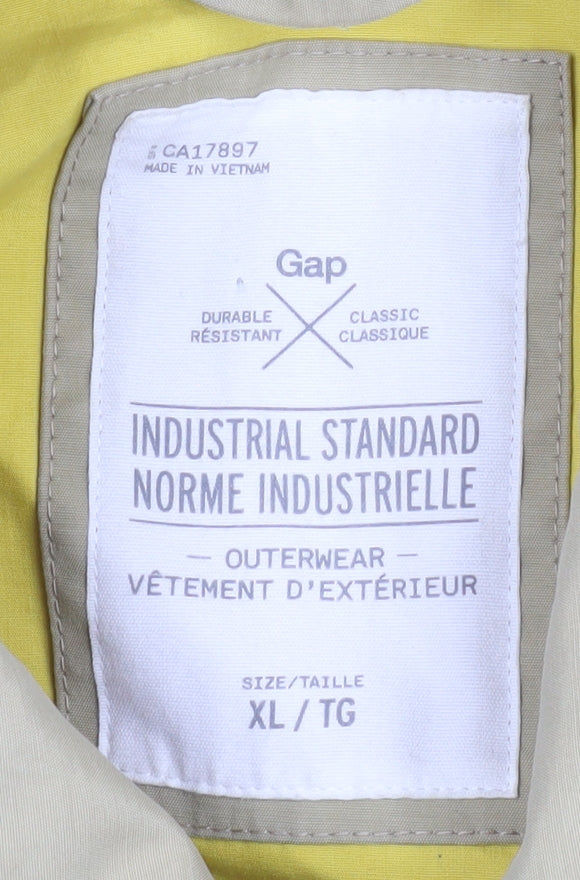 CA17897
MADE IN VIETNAM
Gap
DURABLE CLASSIC
RÉSISTANT CLASSIQUE
INDUSTRIAL STANDARD
NORME INDUSTRIELLE
— OUTERWEAR —
VÊTEMENT D'EXTÉRIEUR
SIZE/TAILLE
XL / TG